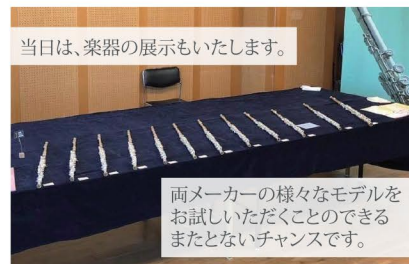 当日は、楽器の展示もいたします。
両メーカーの様々なモデルを
お試しいただくことのできる
またとないチャンスです。